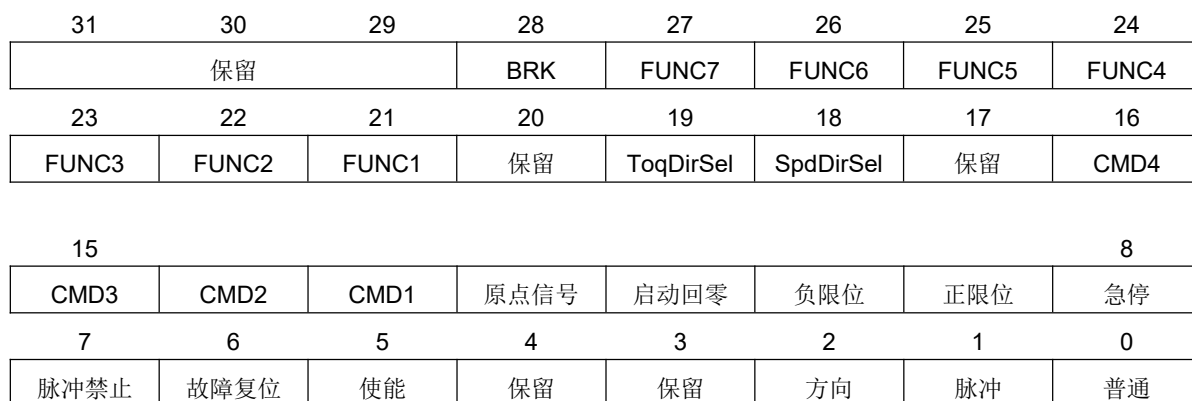 31 30 29 28 27 26 25 24
保留 BRK FUNC7 FUNC6 FUNC5 FUNC4
23 22 21 20 19 18 17 16
FUNC3 FUNC2 FUNC1 保留 ToqDirSel SpdDirSel 保留 CMD4
15 8
CMD3 CMD2 CMD1 原点信号 启动回零 负限位 正限位 急停
7 6 5 4 3 2 1 0
脉冲禁止 故障复位 使能 保留 保留 方向 脉冲 普通